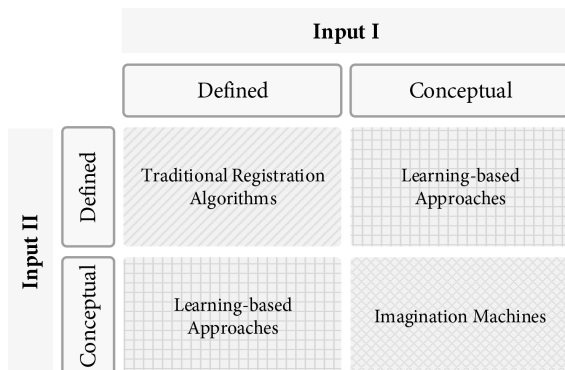 Input I
Defined
Conceptual
Input II
Defined
Traditional Registration
Algorithms
Learning-based
Approaches
Conceptual
Learning-based
Approaches
Imagination Machines